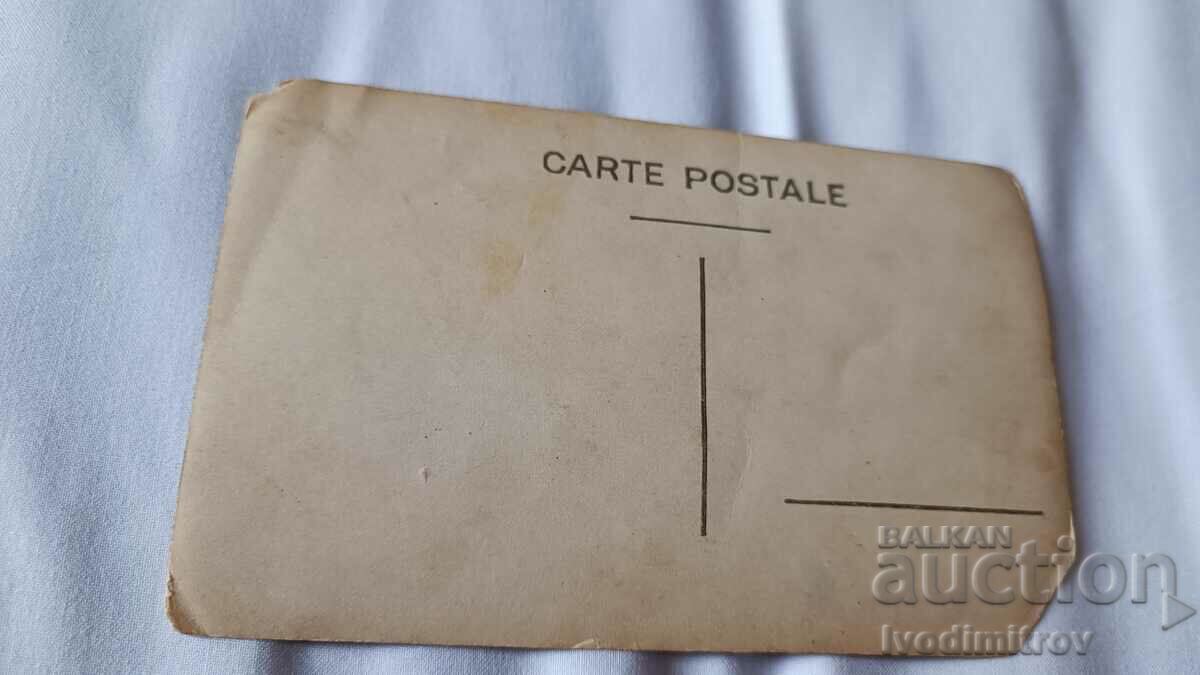 CARTE POSTALE
BALKAN
auction
Ivodimitrov